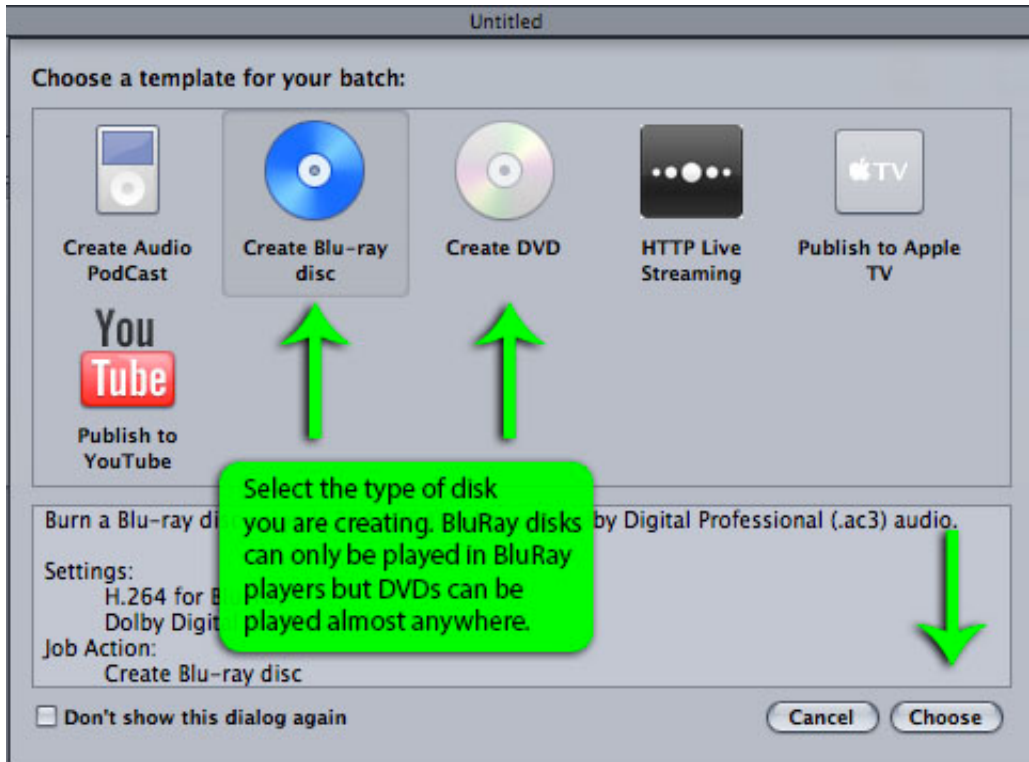 Untitled
Choose a template for your batch:
TV
Create Audio
PodCast
Create Blu-ray
disc
Create DVD
HTTP Live
Streaming
Publish to Apple
TV
You
Tube
Publish to
YouTube
Select the type of disk
you are creating. BluRay disks
can only be played in BluRay
players but DVDs can be
played almost anywhere.
Burn a Blu-ray by Digital Professional (.ac3) audio.
Settings:
H.264 for
Dolby
Job Action:
Create Blu-ray disc
Don't show this dialog again
Cancel
Choose